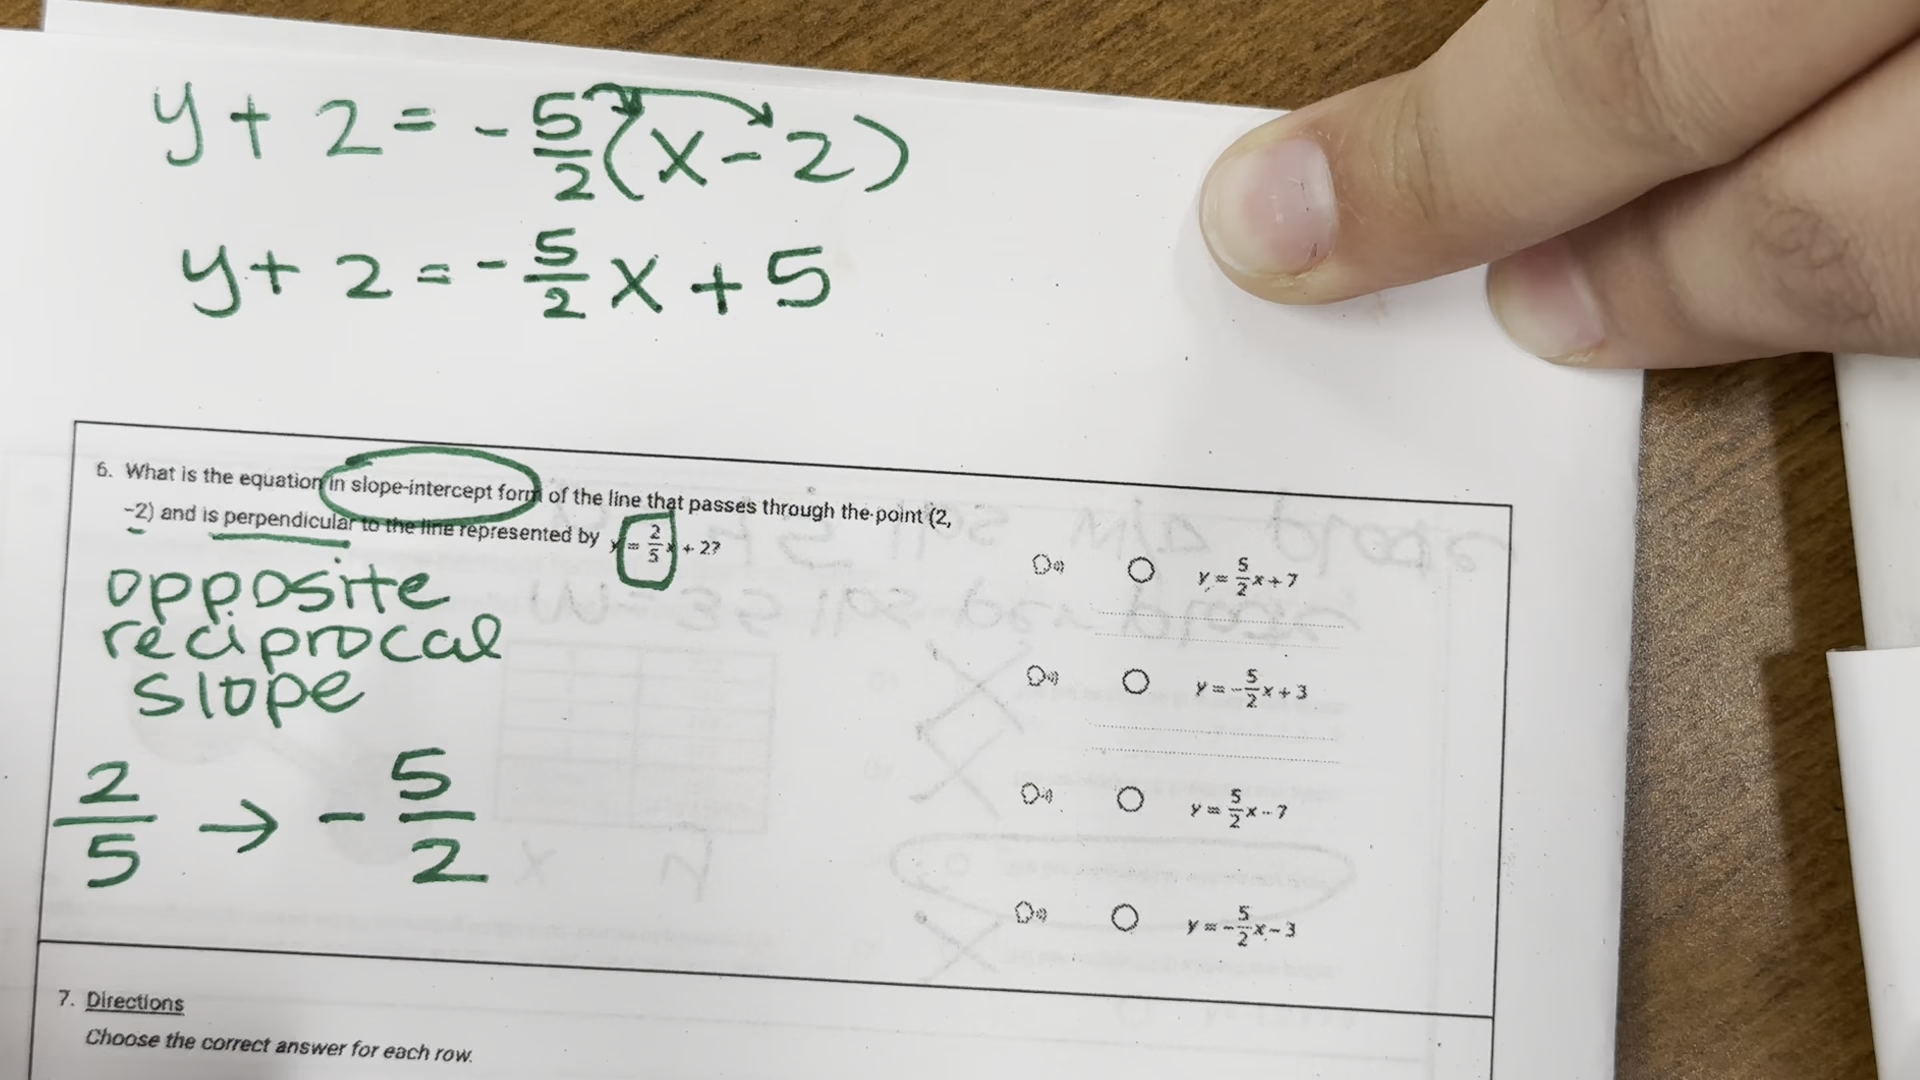 y + 2 = - 5/2 (x - 2)
y + 2 = - 5/2 x + 5
6. What is the equation in slope-intercept form of the line that passes through the point (2,
-2) and is perpendicular to the line represented by y = 2/5 x + 2?
opposite
reciprocal
slope
2/5 → - 5/2
y = 5/2 x + 7
y = - 5/2 x + 3
y = 5/2 x - 7
y = - 5/2 x - 3
7. Directions
Choose the correct answer for each row.